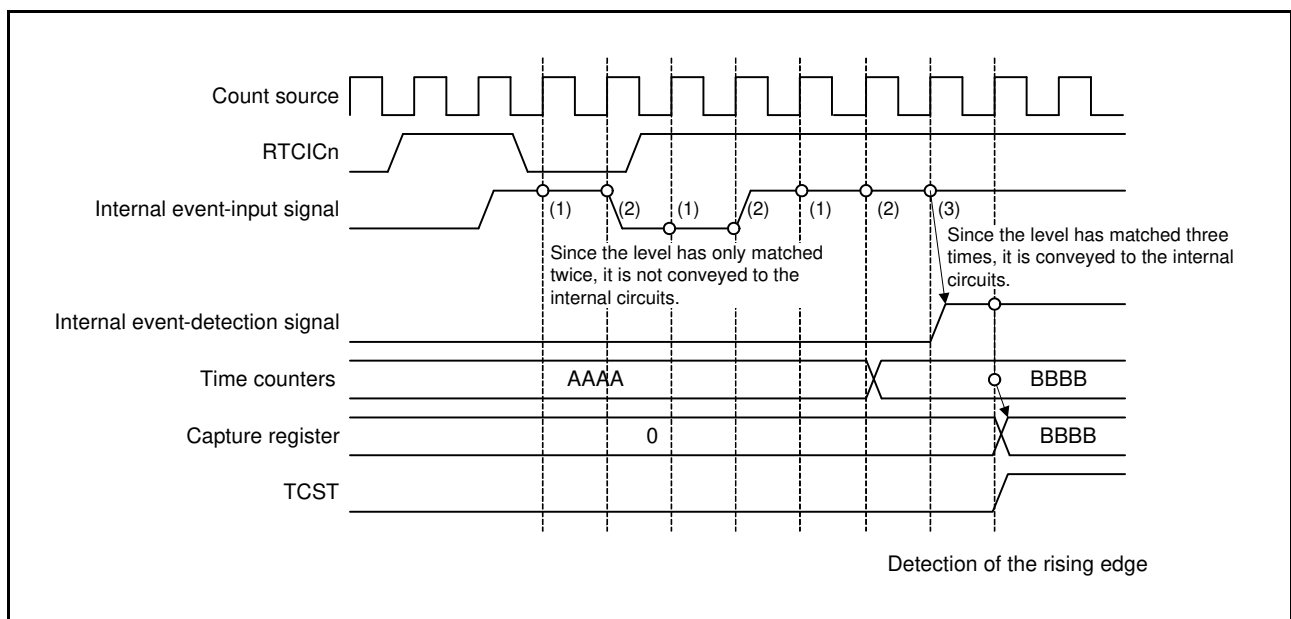 Count source
RTCICn
Internal event-input signal
(1) (2) (1) (2) (1) (2) (3)
Since the level has only matched
twice, it is not conveyed to the
internal circuits.
Since the level has matched three
times, it is conveyed to the internal
circuits.
Internal event-detection signal
Time counters AAAA BBBB
Capture register 0 BBBB
TCST
Detection of the rising edge